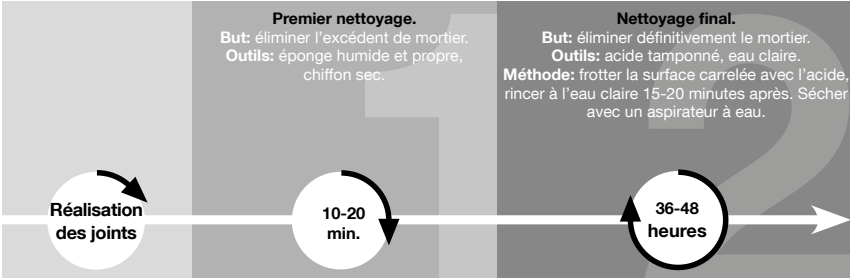 Premier nettoyage.
But: éliminer l'excédent de mortier.
Outils: éponge humide et propre,
chiffon sec.
1
Nettoyage final.
But: éliminer définitivement le mortier.
Outils: acide tamponné, eau claire.
Méthode: frotter la surface carrelée avec l'acide,
rincer à l'eau claire 15-20 minutes après. Sécher
avec un aspirateur à eau.
2
Réalisation
des joints
10-20
min.
36-48
heures